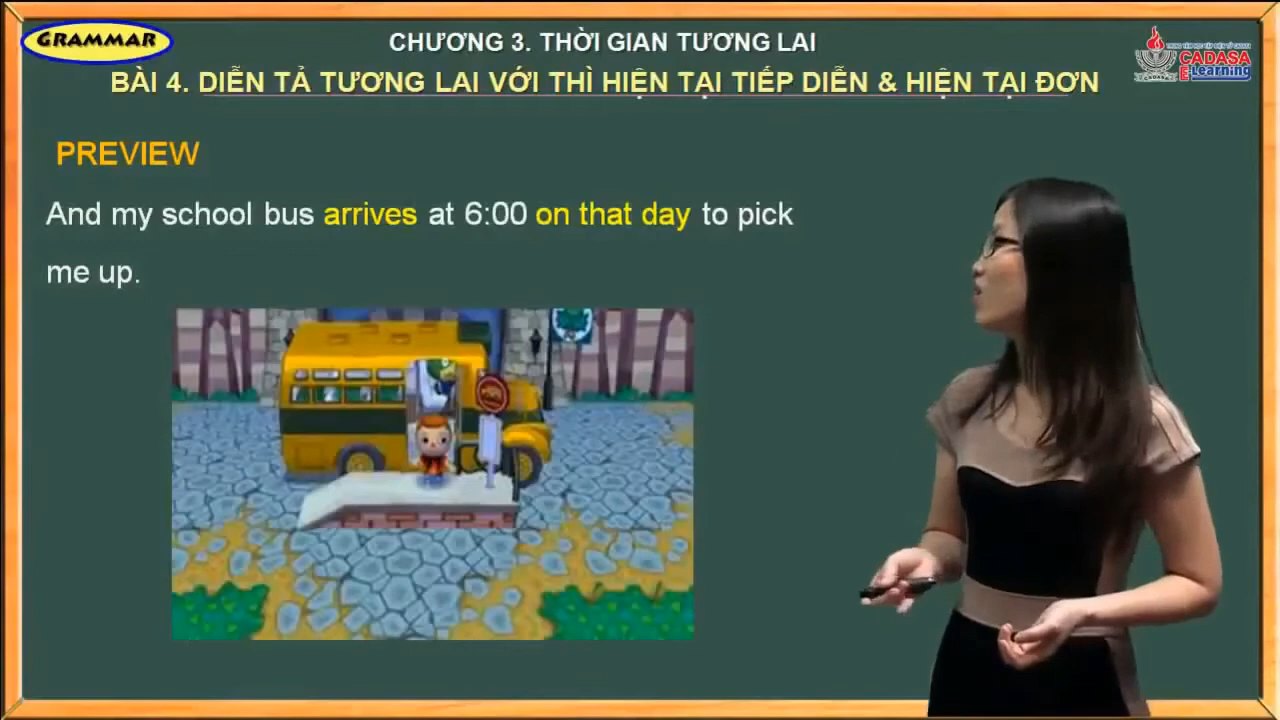 GRAMMAR
CHƯƠNG 3. THỜI GIAN TƯƠNG LAI
BÀI 4. DIỄN TẢ TƯƠNG LAI VỚI THÌ HIỆN TẠI TIẾP DIỄN & HIỆN TẠI ĐƠN
CADASA
E-Learning
PREVIEW
And my school bus arrives at 6:00 on that day to pick
me up.